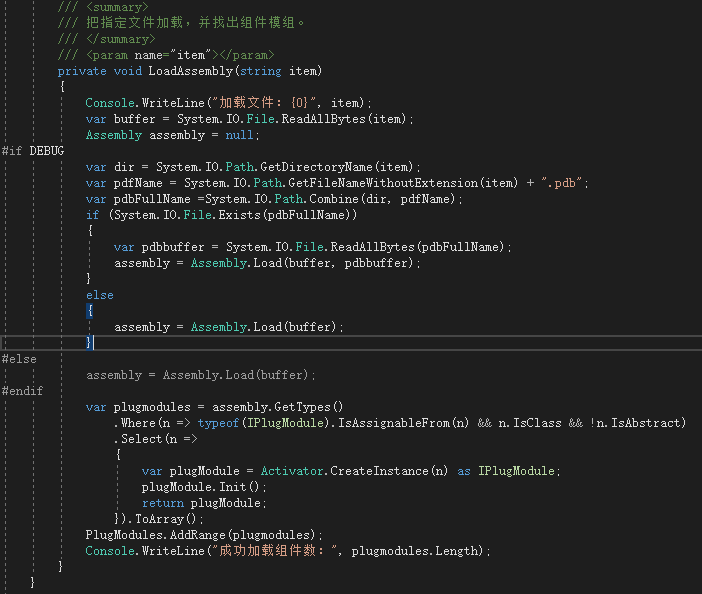 /// <summary>
/// 把指定文件加载，并找出组件模组。
/// </summary>
/// <param name="item"></param>
private void LoadAssembly(string item)
{
Console.WriteLine("加载文件：{0}", item);
var buffer = System.IO.File.ReadAllBytes(item);
Assembly assembly = null;
#if DEBUG
var dir = System.IO.Path.GetDirectoryName(item);
var pdfName = System.IO.Path.GetFileNameWithoutExtension(item) + ".pdb";
var pdbFullName =System.IO.Path.Combine(dir, pdfName);
if (System.IO.File.Exists(pdbFullName))
{
var pdbbuffer = System.IO.File.ReadAllBytes(pdbFullName);
assembly = Assembly.Load(buffer, pdbbuffer);
}
else
{
assembly = Assembly.Load(buffer);
}
#else
assembly = Assembly.Load(buffer);
#endif
var plugmodules = assembly.GetTypes()
.Where(n => typeof(IPlugModule).IsAssignableFrom(n) && n.IsClass && !n.IsAbstract)
.Select(n =>
{
var plugModule = Activator.CreateInstance(n) as IPlugModule;
plugModule.Init();
return plugModule;
}).ToArray();
PlugModules.AddRange(plugmodules);
Console.WriteLine("成功加载组件数：", plugmodules.Length);
}
}